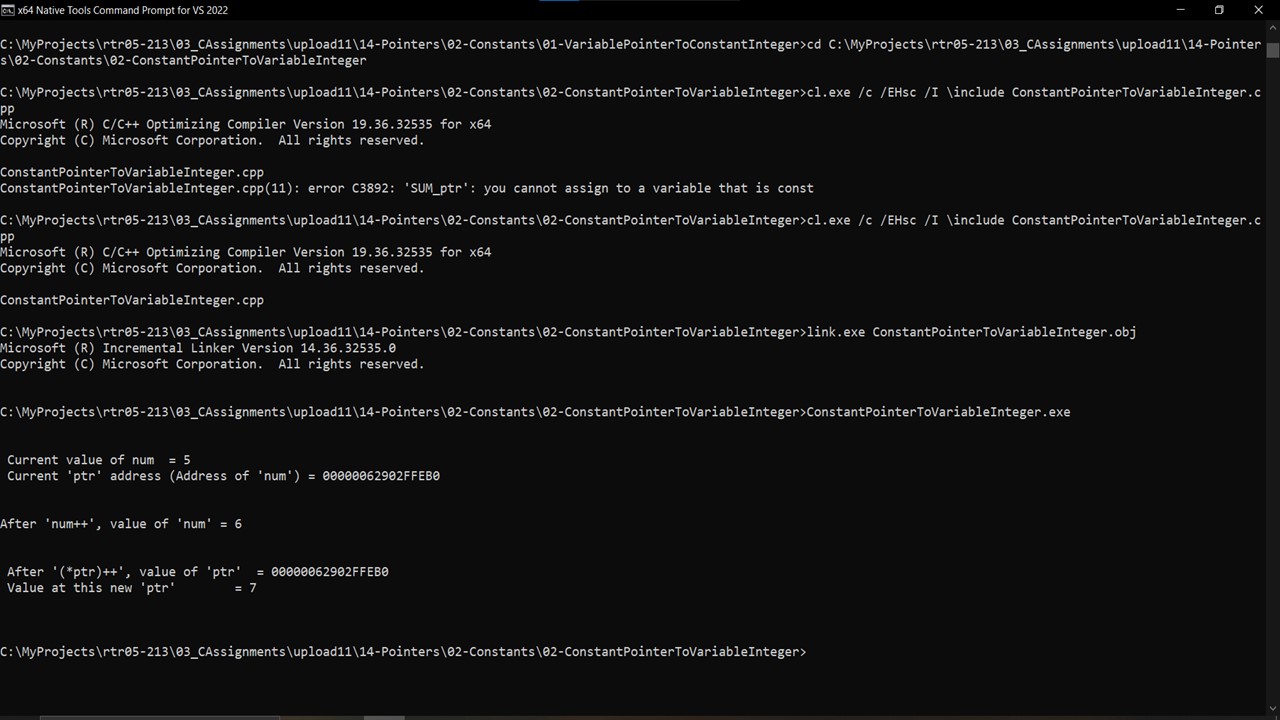 x64 Native Tools Command Prompt for VS 2022
C:\MyProjects\rtr05-213\03_CAssignments\upload11\14-Pointers\02-Constants\01-VariablePointerToConstantInteger>cd C:\MyProjects\rtr05-213\03_CAssignments\upload11\14-Pointer
s\02-Constants\02-ConstantPointerToVariableInteger
C:\MyProjects\rtr05-213\03_CAssignments\upload11\14-Pointers\02-Constants\02-ConstantPointerToVariableInteger>cl.exe /c /EHsc /I \include ConstantPointerToVariableInteger.c
pp
Microsoft (R) C/C++ Optimizing Compiler Version 19.36.32535 for x64
Copyright (C) Microsoft Corporation.  All rights reserved.
ConstantPointerToVariableInteger.cpp
ConstantPointerToVariableInteger.cpp(11): error C3892: 'SUM_ptr': you cannot assign to a variable that is const
C:\MyProjects\rtr05-213\03_CAssignments\upload11\14-Pointers\02-Constants\02-ConstantPointerToVariableInteger>cl.exe /c /EHsc /I \include ConstantPointerToVariableInteger.c
pp
Microsoft (R) C/C++ Optimizing Compiler Version 19.36.32535 for x64
Copyright (C) Microsoft Corporation.  All rights reserved.
ConstantPointerToVariableInteger.cpp
C:\MyProjects\rtr05-213\03_CAssignments\upload11\14-Pointers\02-Constants\02-ConstantPointerToVariableInteger>link.exe ConstantPointerToVariableInteger.obj
Microsoft (R) Incremental Linker Version 14.36.32535.0
Copyright (C) Microsoft Corporation.  All rights reserved.
C:\MyProjects\rtr05-213\03_CAssignments\upload11\14-Pointers\02-Constants\02-ConstantPointerToVariableInteger>ConstantPointerToVariableInteger.exe
Current value of num  = 5
Current 'ptr' address (Address of 'num') = 00000062902FFEB0
After 'num++', value of 'num' = 6
After '(*ptr)++', value of 'ptr'  = 00000062902FFEB0
Value at this new 'ptr'        = 7
C:\MyProjects\rtr05-213\03_CAssignments\upload11\14-Pointers\02-Constants\02-ConstantPointerToVariableInteger>